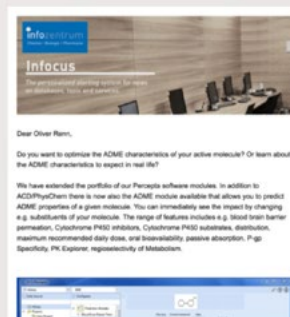 infozentrum
Chemie | Biologie | Pharmazie
Infocus
The personalized alerting system for news
on databases, tools and services.
Dear Oliver Renn,
Do you want to optimize the ADME characteristics of your active molecule? Or learn about
the ADME characteristics to expect in real life?
We have extended the portfolio of our Percepta software modules. In addition to
ACD/PhysChem there is now also the ADME module available that allows you to predict
ADME properties of a given molecule. You can immediately see the impact by changing
e.g. substituents of your molecule. The range of features includes e.g. blood brain barrier
permeation, Cytochrome P450 inhibitors, Cytochrome P450 substrates, distribution,
maximum recommended daily dose, oral bioavailability, passive absorption, P-gp
Specificity, PK Explorer, regioselectivity of Metabolism.